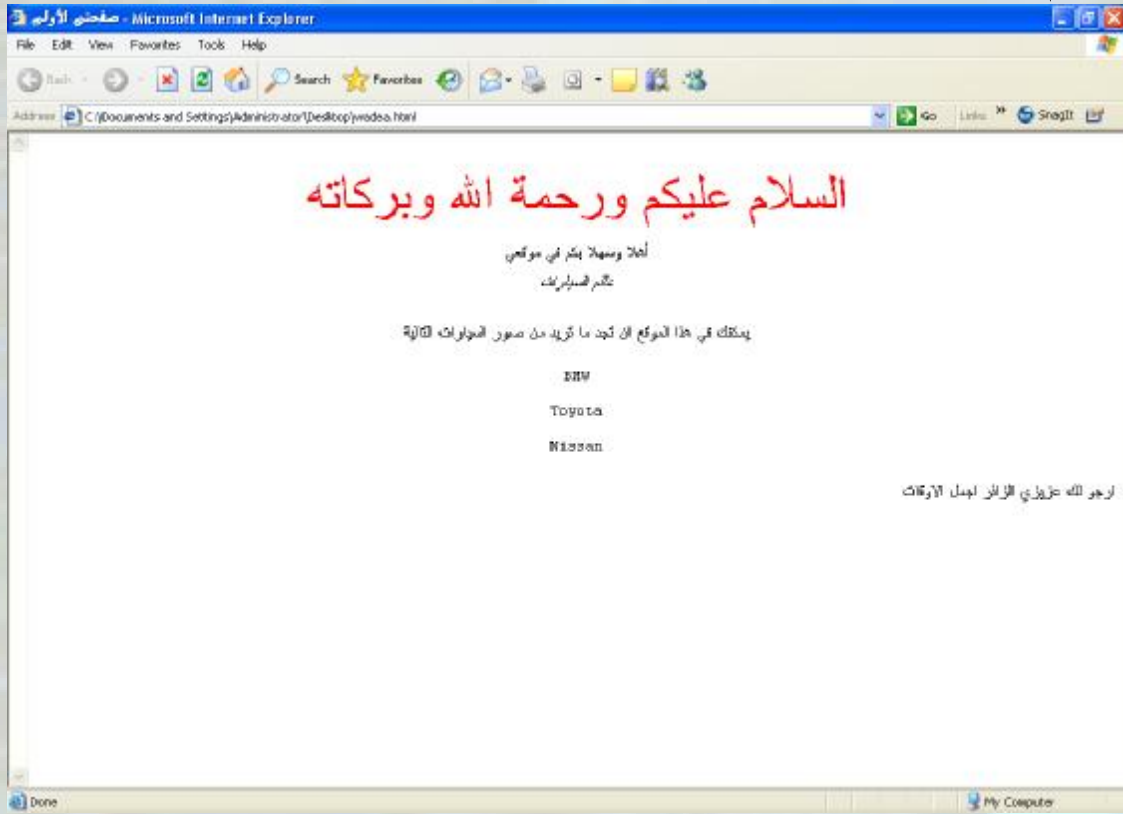 صفحتي الأولى - Microsoft Internet Explorer
File Edit View Favorites Tools Help
Back Search Favorites
Address C:\Documents and Settings\Administrator\Desktop\wadea.html Go Links » SnagIt
السلام عليكم ورحمة الله وبركاته
أهلا وسهلا بكم في موقعي
عالم السيارات
يمكنك في هذا الموقع ان تجد ما تريد من صور السيارات التالية
BMW
Toyota
Nissan
ارجو لك عزيزي الزائر اجمل الاوقات
Done My Computer